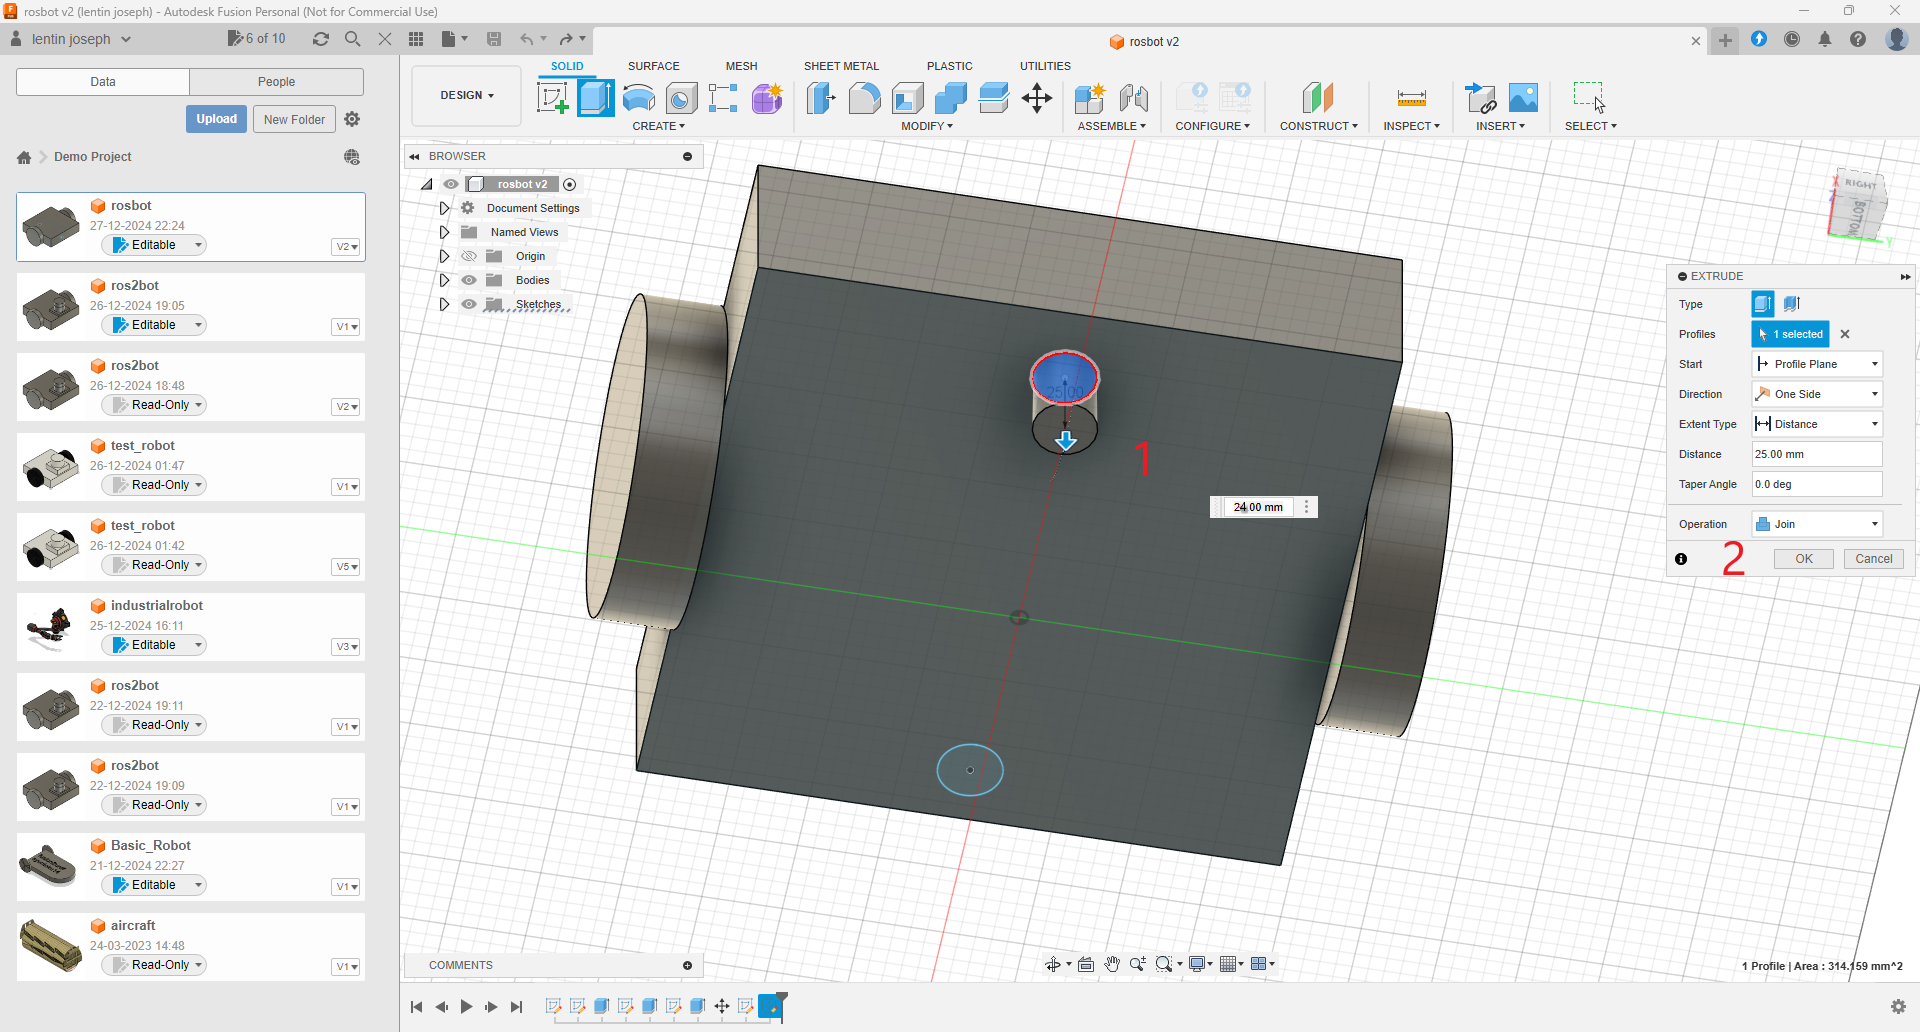 rosbot v2 (lentin joseph) - Autodesk Fusion Personal (Not for Commercial Use)
lentin joseph
6 of 10
rosbot v2
Data
People
Upload
New Folder
Demo Project
rosbot
27-12-2024 22:24
Editable
V2
ros2bot
26-12-2024 19:05
Editable
V1
ros2bot
26-12-2024 18:48
Read-Only
V2
test_robot
26-12-2024 01:47
Read-Only
V1
test_robot
26-12-2024 01:42
Read-Only
V5
industrialrobot
25-12-2024 16:11
Editable
V3
ros2bot
22-12-2024 19:11
Read-Only
V1
ros2bot
22-12-2024 19:09
Read-Only
V1
Basic_Robot
21-12-2024 22:27
Editable
V1
aircraft
24-03-2023 14:48
Read-Only
V1
DESIGN
SOLID
SURFACE
MESH
SHEET METAL
PLASTIC
UTILITIES
CREATE
MODIFY
ASSEMBLE
CONFIGURE
CONSTRUCT
INSPECT
INSERT
SELECT
BROWSER
rosbot v2
Document Settings
Named Views
Origin
Bodies
Sketches
RIGHT
BOTTOM
X
Z
Y
25.00
1
24.00 mm
EXTRUDE
Type
Profiles
1 selected
Start
Profile Plane
Direction
One Side
Extent Type
Distance
Distance
25.00 mm
Taper Angle
0.0 deg
Operation
Join
2
OK
Cancel
COMMENTS
1 Profile | Area : 314.159 mm^2